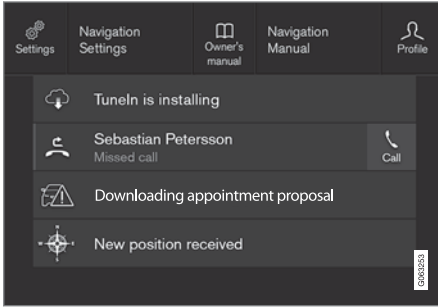 Settings
Navigation
Settings
Owner's
manual
Navigation
Manual
Profile
TuneIn is installing
Sebastian Petersson
Missed call
Call
Downloading appointment proposal
New position received
G063253